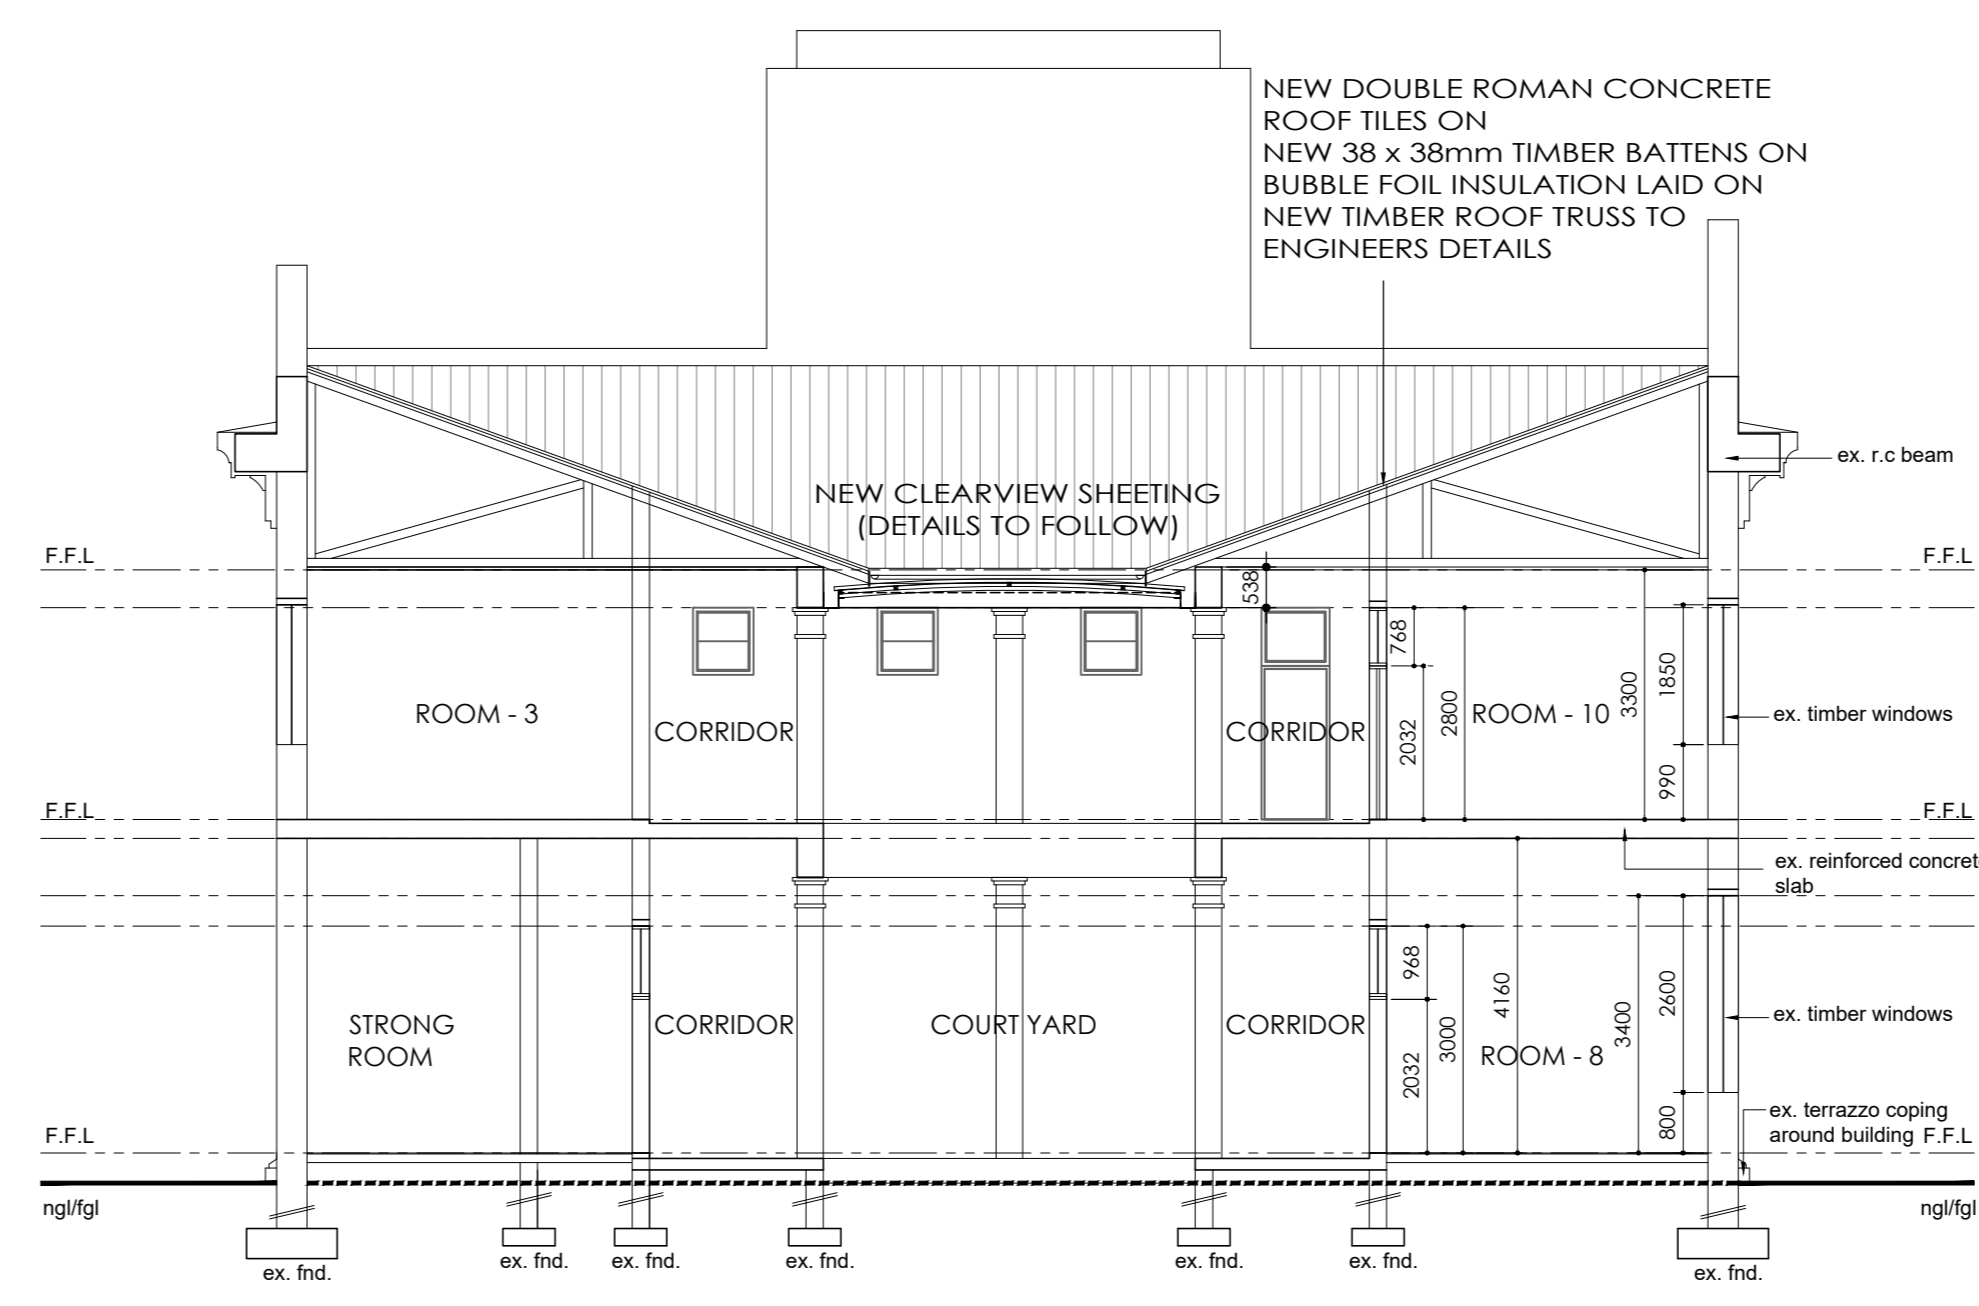 NEW DOUBLE ROMAN CONCRETE
ROOF TILES ON
NEW 38 x 38mm TIMBER BATTENS ON
BUBBLE FOIL INSULATION LAID ON
NEW TIMBER ROOF TRUSS TO
ENGINEERS DETAILS
ex. r.c beam
NEW CLEARVIEW SHEETING
(DETAILS TO FOLLOW)
F.F.L
F.F.L
538
768
2032
2800
3300
1850
990
ROOM - 3
CORRIDOR
CORRIDOR
ROOM - 10
ex. timber windows
F.F.L
F.F.L
ex. reinforced concrete
slab
968
2032
3000
4160
3400
2600
800
STRONG
ROOM
CORRIDOR
COURT YARD
CORRIDOR
ROOM - 8
ex. timber windows
ex. terrazzo coping
around building
F.F.L
F.F.L
ngl/fgl
ngl/fgl
ex. fnd.
ex. fnd.
ex. fnd.
ex. fnd.
ex. fnd.
ex. fnd.
ex. fnd.